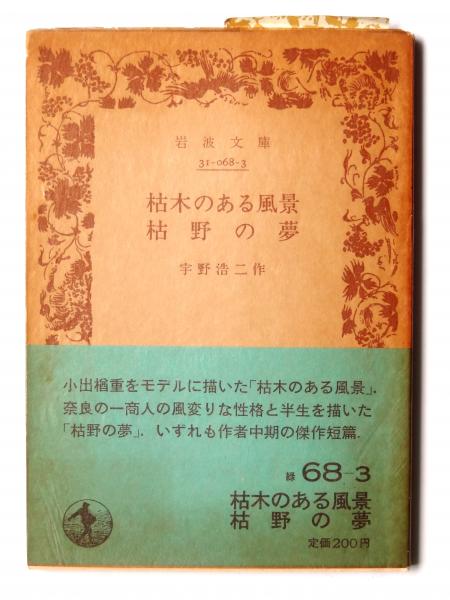 岩波文庫
31-068-3
枯木のある風景
枯野の夢
宇野浩二作
小出楢重をモデルに描いた「枯木のある風景」．
奈良の一商人の風変りな性格と半生を描いた
「枯野の夢」．いずれも作者中期の傑作短篇．
緑 68-3
枯木のある風景
枯野の夢
定価200円